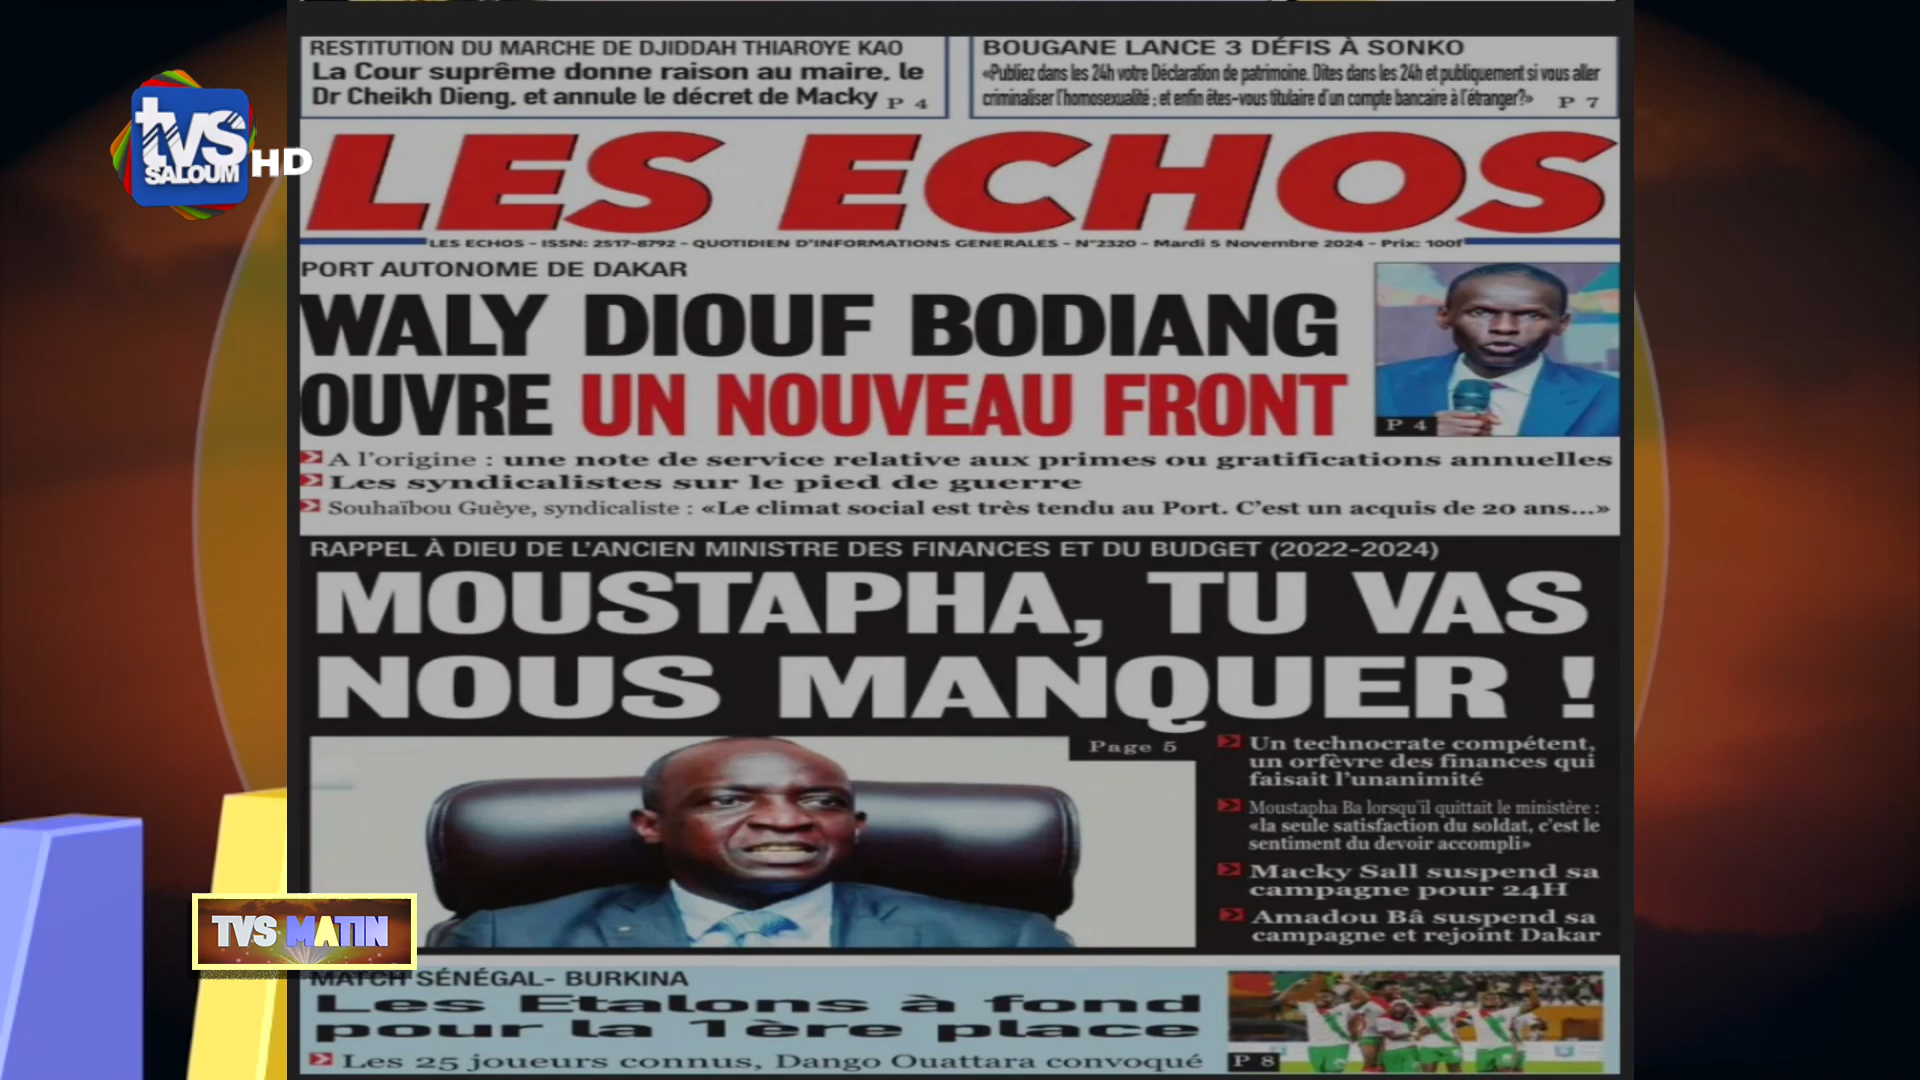 RESTITUTION DU MARCHE DE DJIDDAH THIAROYE KAO
La Cour suprême donne raison au maire, le
Dr Cheikh Dieng, et annule le décret de Macky P 4
BOUGANE LANCE 3 DÉFIS À SONKO
«Publiez dans les 24h votre Déclaration de patrimoine. Dites dans les 24h et publiquement si vous aller
criminaliser l'homosexualité ; et enfin êtes-vous titulaire d'un compte bancaire à l'étranger?» P 7
tvs
SALOUM
HD
LES ECHOS
LES ECHOS - ISSN: 2517-8792 - QUOTIDIEN D'INFORMATIONS GENERALES - N°2320 - Mardi 5 Novembre 2024 - Prix: 100f
PORT AUTONOME DE DAKAR
WALY DIOUF BODIANG
OUVRE UN NOUVEAU FRONT
P 4
A l'origine : une note de service relative aux primes ou gratifications annuelles
Les syndicalistes sur le pied de guerre
Souhaïbou Guèye, syndicaliste : «Le climat social est très tendu au Port. C'est un acquis de 20 ans...»
RAPPEL À DIEU DE L'ANCIEN MINISTRE DES FINANCES ET DU BUDGET (2022-2024)
MOUSTAPHA, TU VAS
NOUS MANQUER !
Page 5
Un technocrate compétent,
un orfèvre des finances qui
faisait l'unanimité
Moustapha Ba lorsqu'il quittait le ministère :
«la seule satisfaction du soldat, c'est le
sentiment du devoir accompli»
Macky Sall suspend sa
campagne pour 24H
Amadou Bâ suspend sa
campagne et rejoint Dakar
TVS MATIN
MATCH SÉNÉGAL- BURKINA
Les Etalons à fond
pour la 1ère place
Les 25 joueurs connus, Dango Ouattara convoqué
P 8